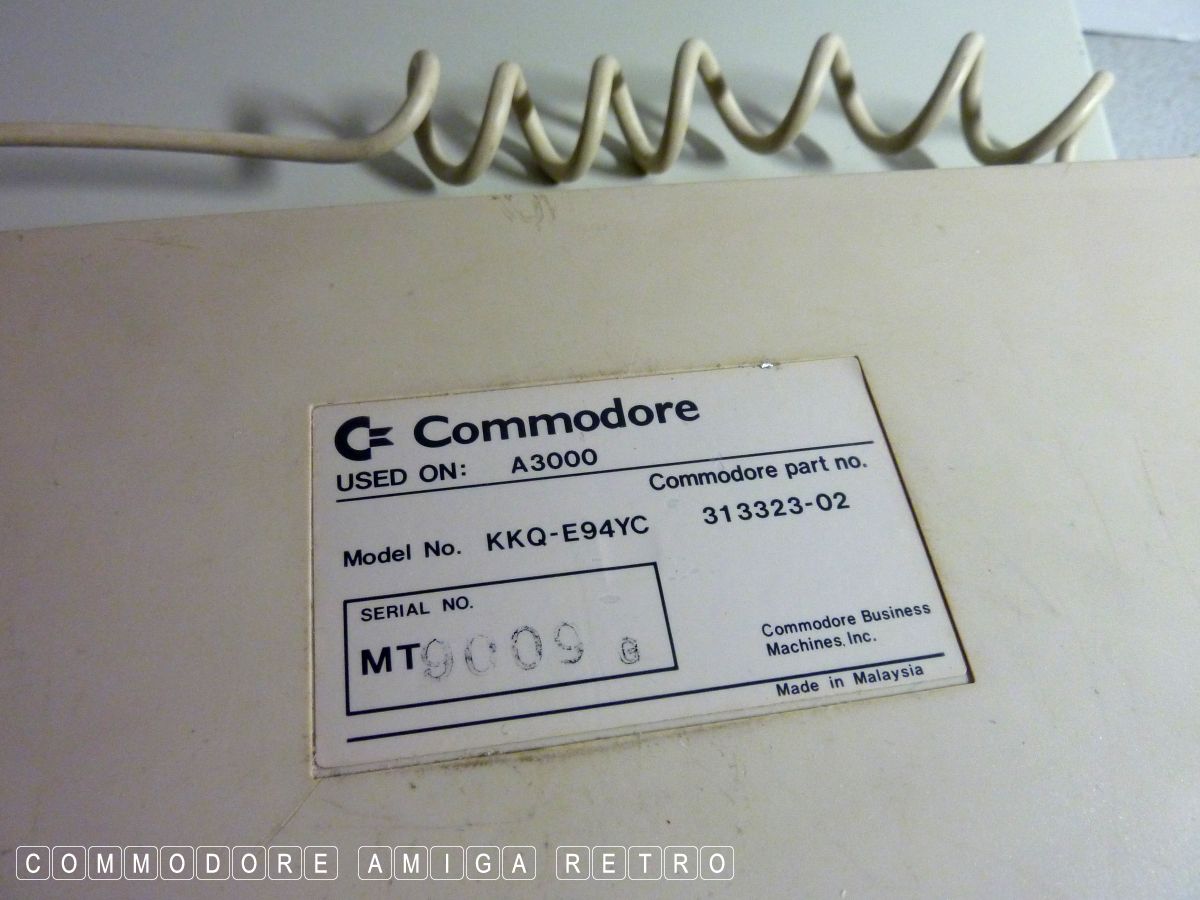 Commodore
USED ON: A3000
Commodore part no.
313323-02
Model No. KKQ-E94YC
SERIAL NO.
MT9009 G
Commodore Business
Machines, Inc.
Made in Malaysia
COMMODORE AMIGA RETRO